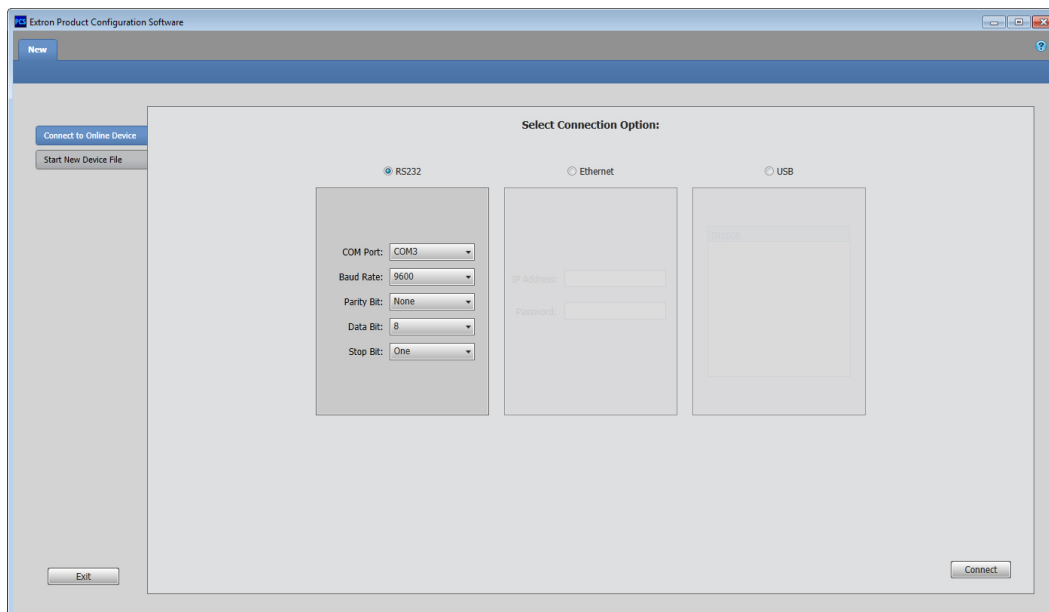 PCS Extron Product Configuration Software
New
?
Connect to Online Device
Start New Device File
Select Connection Option:
RS232
Ethernet
USB
COM Port: COM3
Baud Rate: 9600
Parity Bit: None
Data Bit: 8
Stop Bit: One
IP Address:
Password:
Exit
Connect